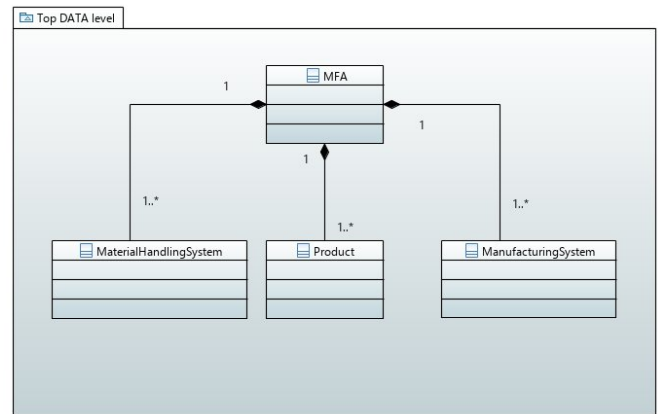 Top DATA level
MFA
1
1
1
1..*
1..*
1..*
MaterialHandlingSystem
Product
ManufacturingSystem